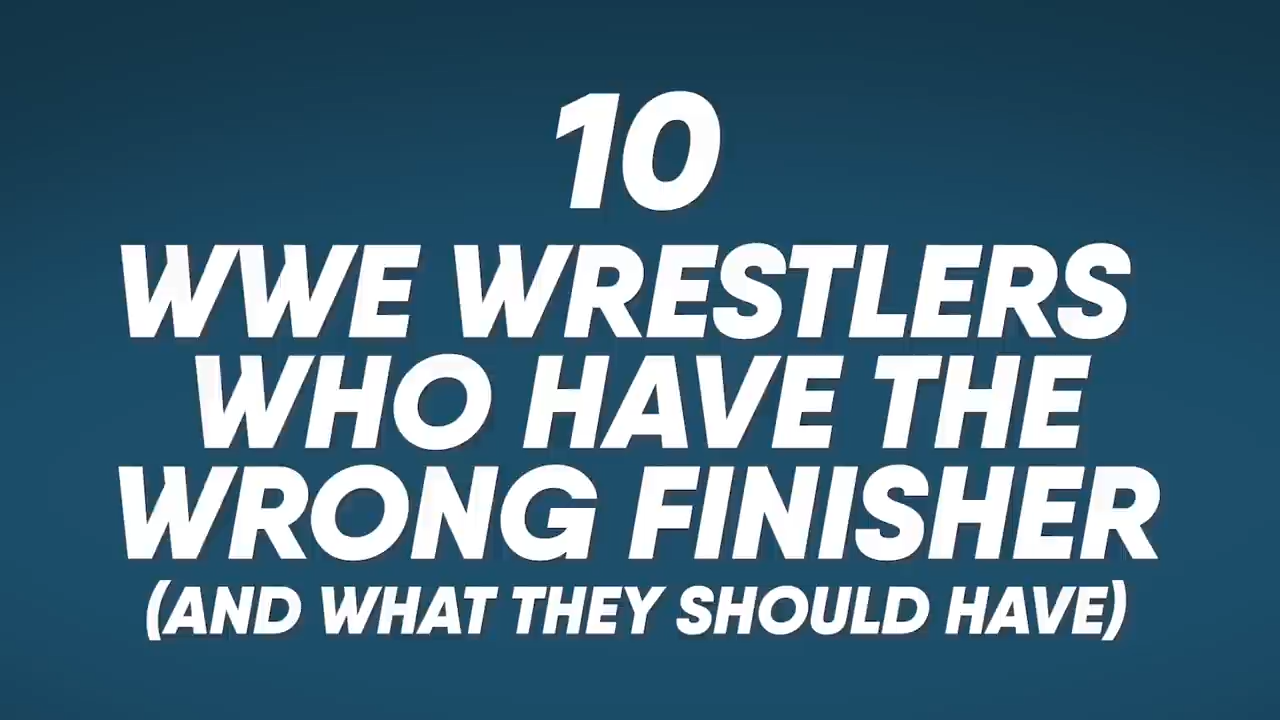 10
WWE WRESTLERS
WHO HAVE THE
WRONG FINISHER
(AND WHAT THEY SHOULD HAVE)